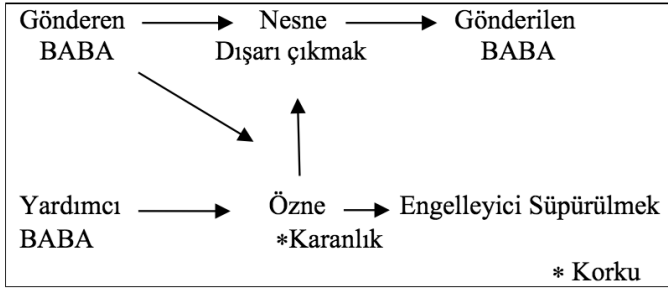 Gönderen Nesne Gönderilen
BABA Dışarı çıkmak BABA
Yardımcı Özne Engelleyici Süpürülmek
BABA *Karanlık
* Korku